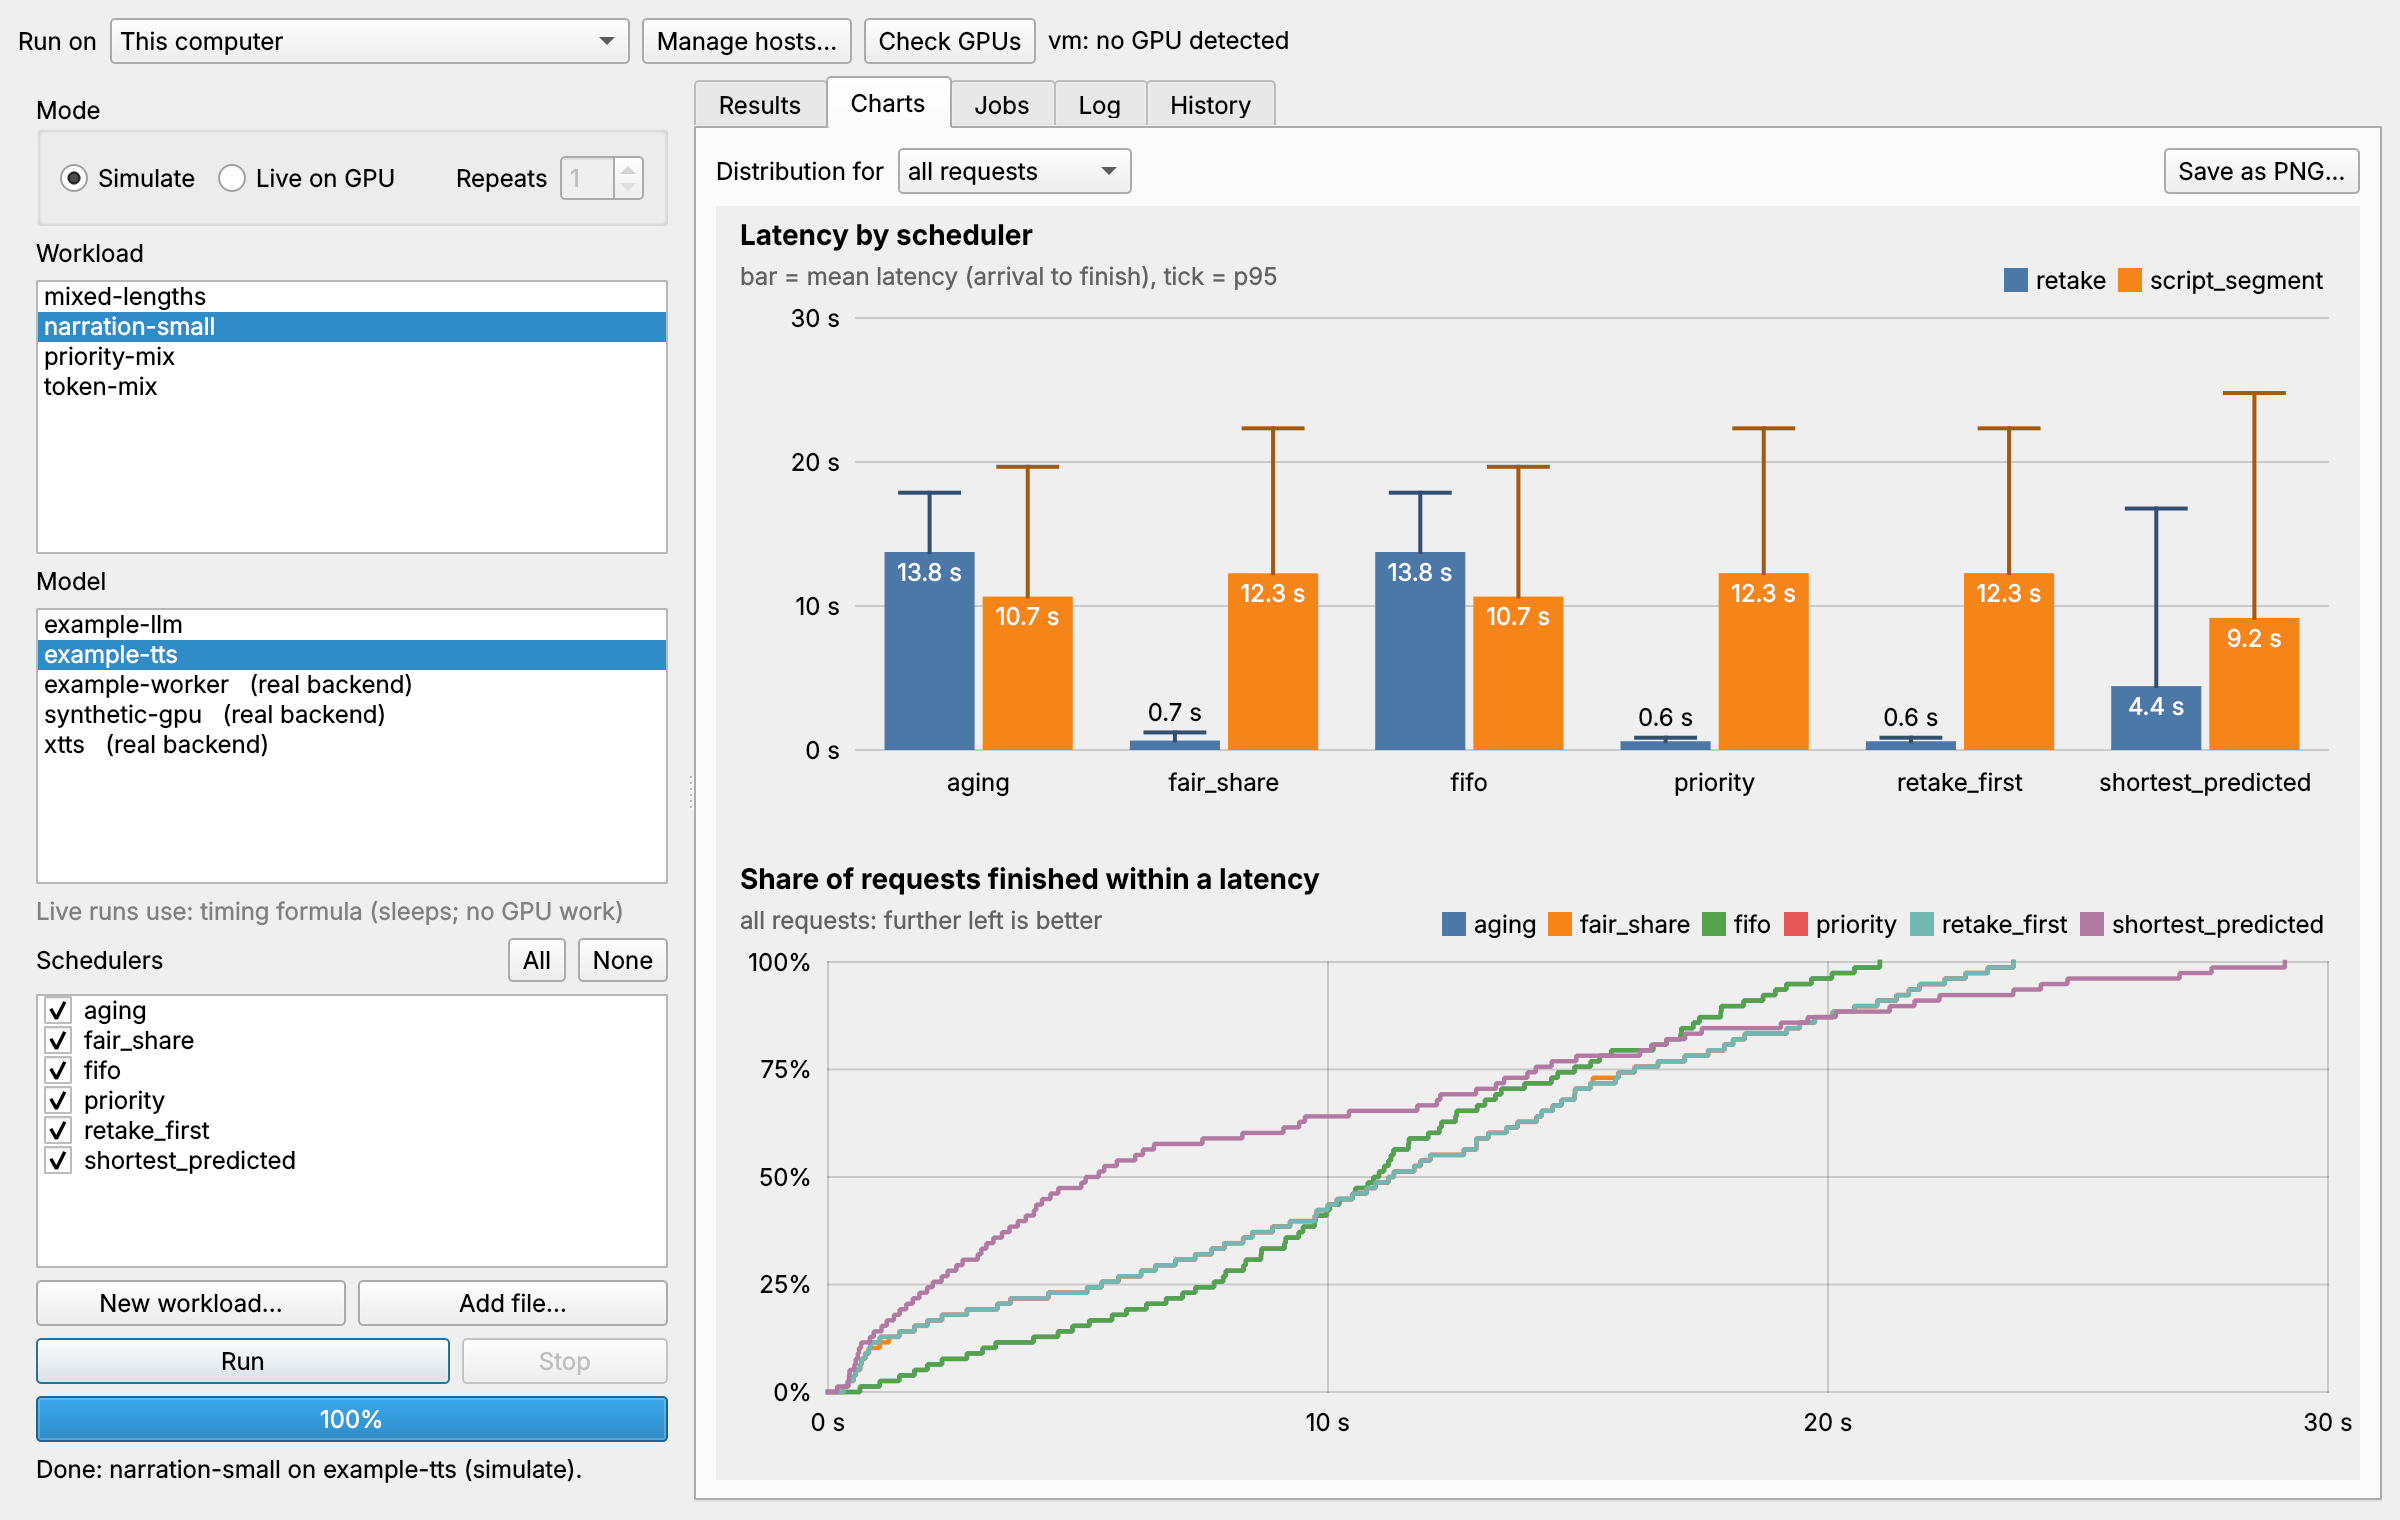 Run on This computer Manage hosts... Check GPUs vm: no GPU detected
Mode
Simulate Live on GPU Repeats 1
Workload
mixed-lengths
narration-small
priority-mix
token-mix
Model
example-llm
example-tts
example-worker (real backend)
synthetic-gpu (real backend)
xtts (real backend)
Live runs use: timing formula (sleeps; no GPU work)
Schedulers All None
aging
fair_share
fifo
priority
retake_first
shortest_predicted
New workload... Add file...
Run Stop
100%
Done: narration-small on example-tts (simulate).
Results Charts Jobs Log History
Distribution for all requests Save as PNG...
Latency by scheduler
bar = mean latency (arrival to finish), tick = p95
retake script_segment
30 s
20 s
10 s
0 s
13.8 s 10.7 s 0.7 s 12.3 s 13.8 s 10.7 s 0.6 s 12.3 s 0.6 s 12.3 s 4.4 s 9.2 s
aging fair_share fifo priority retake_first shortest_predicted
Share of requests finished within a latency
all requests: further left is better
aging fair_share fifo priority retake_first shortest_predicted
100%
75%
50%
25%
0%
0 s 10 s 20 s 30 s